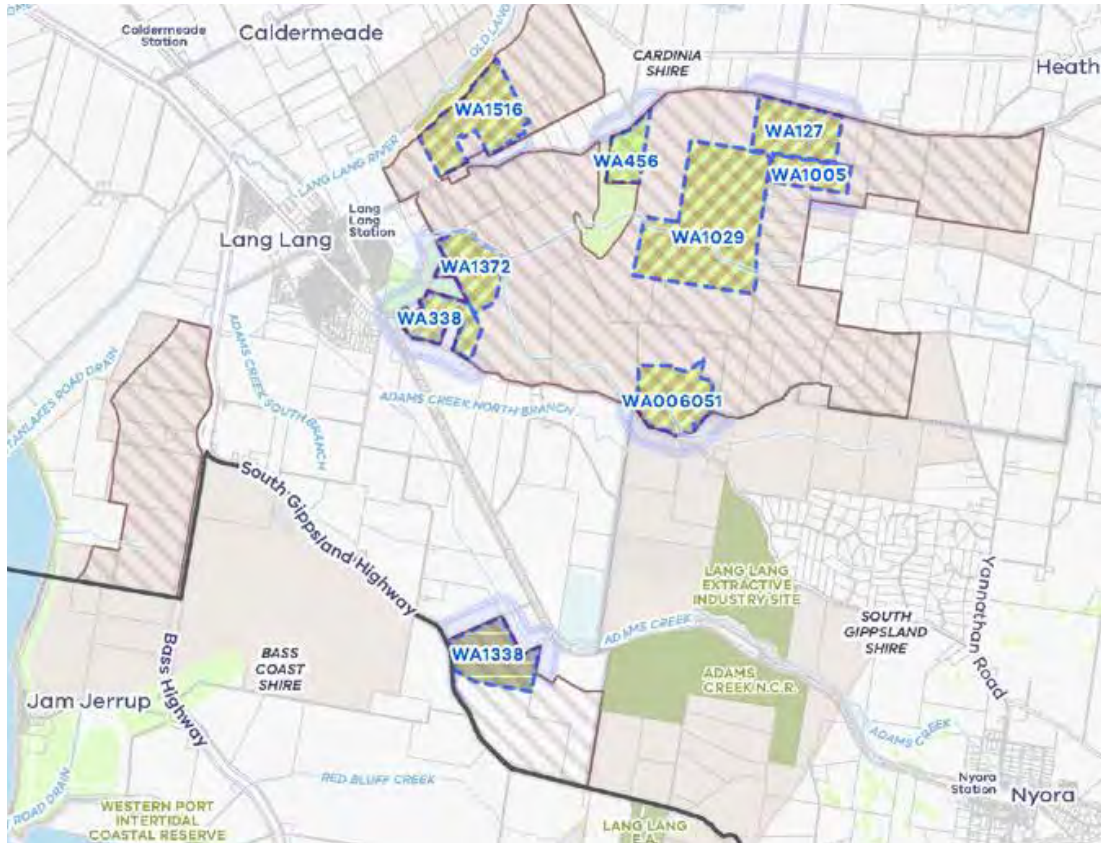 Caldermeade
Station
Caldermeade
OLD LANG
CARDINIA
SHIRE
Heath
WA1516
WA127
WA456
WA1005
LANG LANG RIVER
Lang
Lang
Station
Lang Lang
WA1029
WA1372
WA338
ADAMS CREEK SOUTH BRANCH
ADAMS CREEK NORTH BRANCH
WA006051
ANLAKES ROAD DRAIN
South Gippsland Highway
LANG LANG
EXTRACTIVE
INDUSTRY SITE
Yannathan Road
SOUTH
GIPPSLAND
SHIRE
ADAMS CREEK
WA1338
BASS
COAST
SHIRE
Bass Highway
ADAMS
CREEK N.C.R.
Jam Jerrup
ADAMS CREEK
RED BLUFF CREEK
Nyora
Station
Nyora
ROAD DRAIN
WESTERN PORT
INTERTIDAL
COASTAL RESERVE
LANG LANG
E.A.